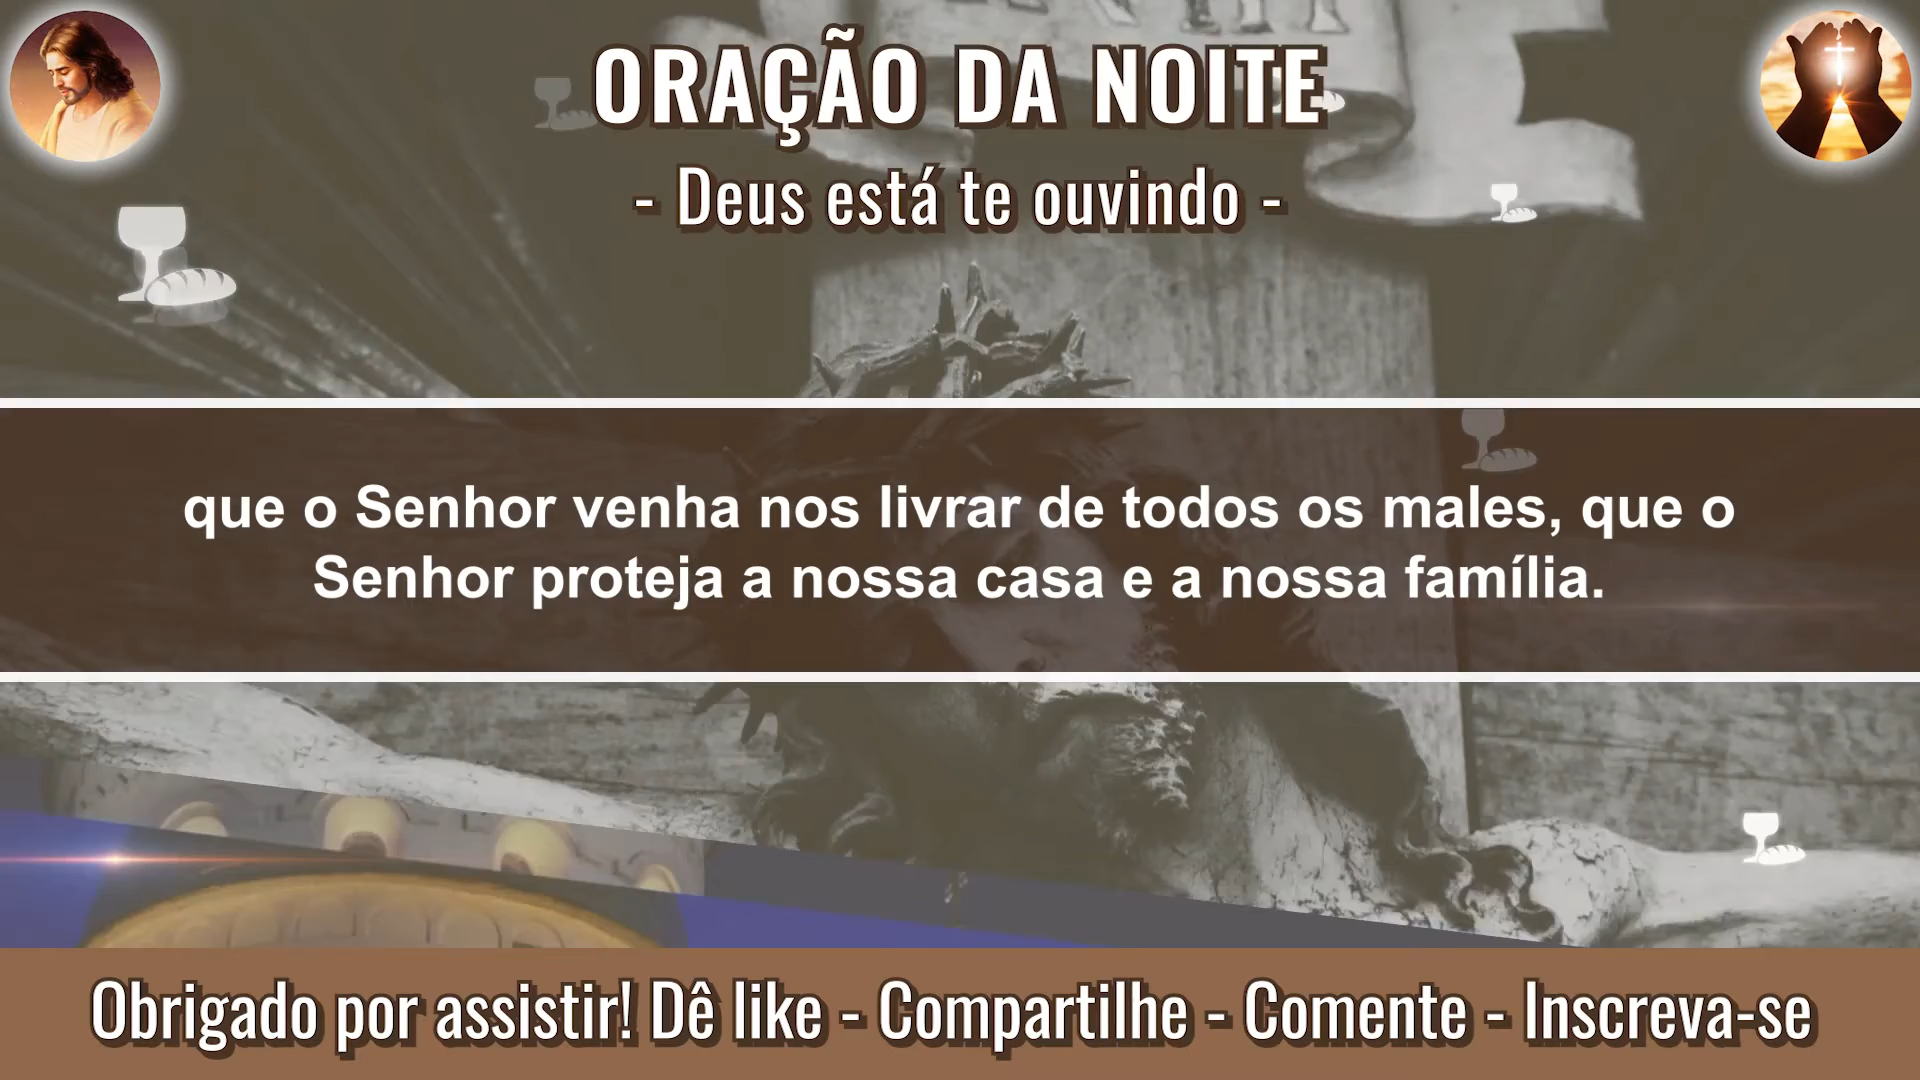 ORAÇÃO DA NOITE
- Deus está te ouvindo -
que o Senhor venha nos livrar de todos os males, que o
Senhor proteja a nossa casa e a nossa família.
Obrigado por assistir! Dê like - Compartilhe - Comente - Inscreva-se